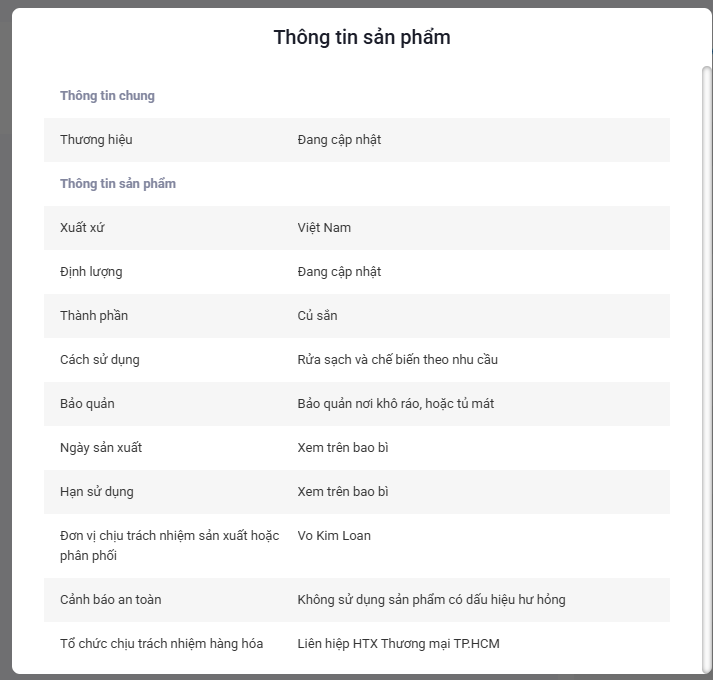 Thông tin sản phẩm
Thông tin chung
Thương hiệu Đang cập nhật
Thông tin sản phẩm
Xuất xứ Việt Nam
Định lượng Đang cập nhật
Thành phần Củ sắn
Cách sử dụng Rửa sạch và chế biến theo nhu cầu
Bảo quản Bảo quản nơi khô ráo, hoặc tủ mát
Ngày sản xuất Xem trên bao bì
Hạn sử dụng Xem trên bao bì
Đơn vị chịu trách nhiệm sản xuất hoặc Vo Kim Loan
phân phối
Cảnh báo an toàn Không sử dụng sản phẩm có dấu hiệu hư hỏng
Tổ chức chịu trách nhiệm hàng hóa Liên hiệp HTX Thương mại TP.HCM